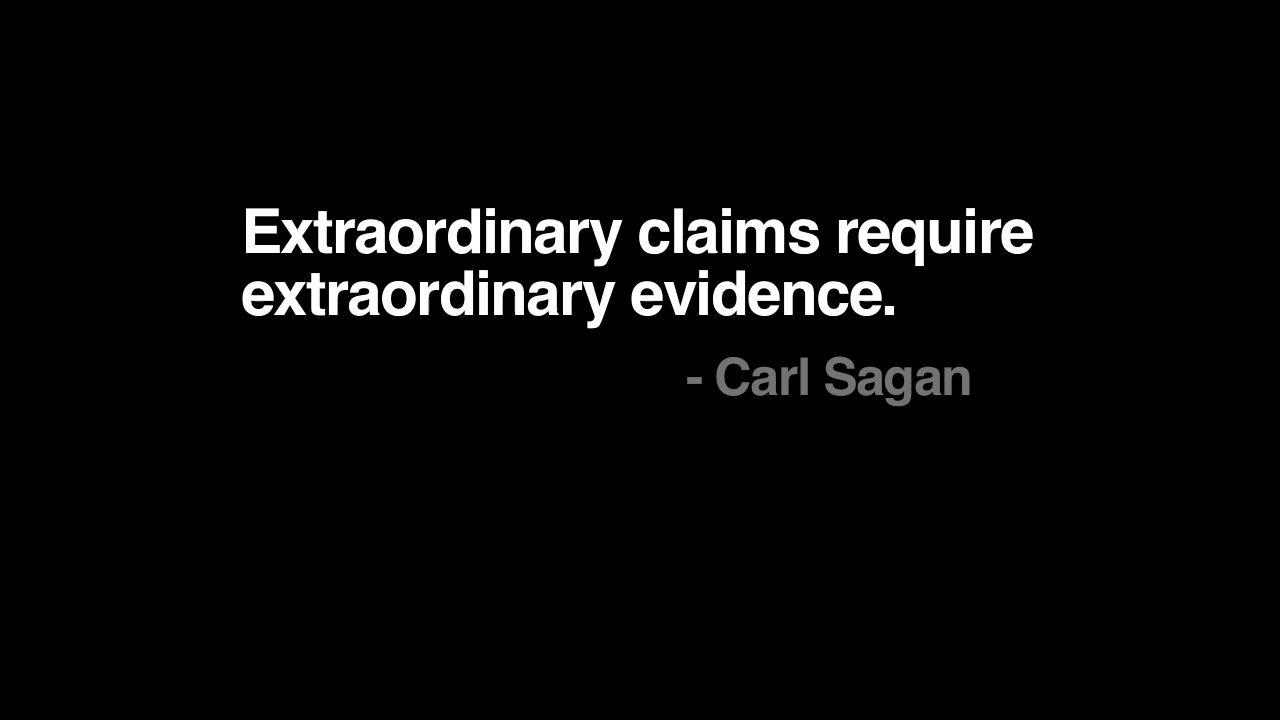 Extraordinary claims require
extraordinary evidence.
- Carl Sagan